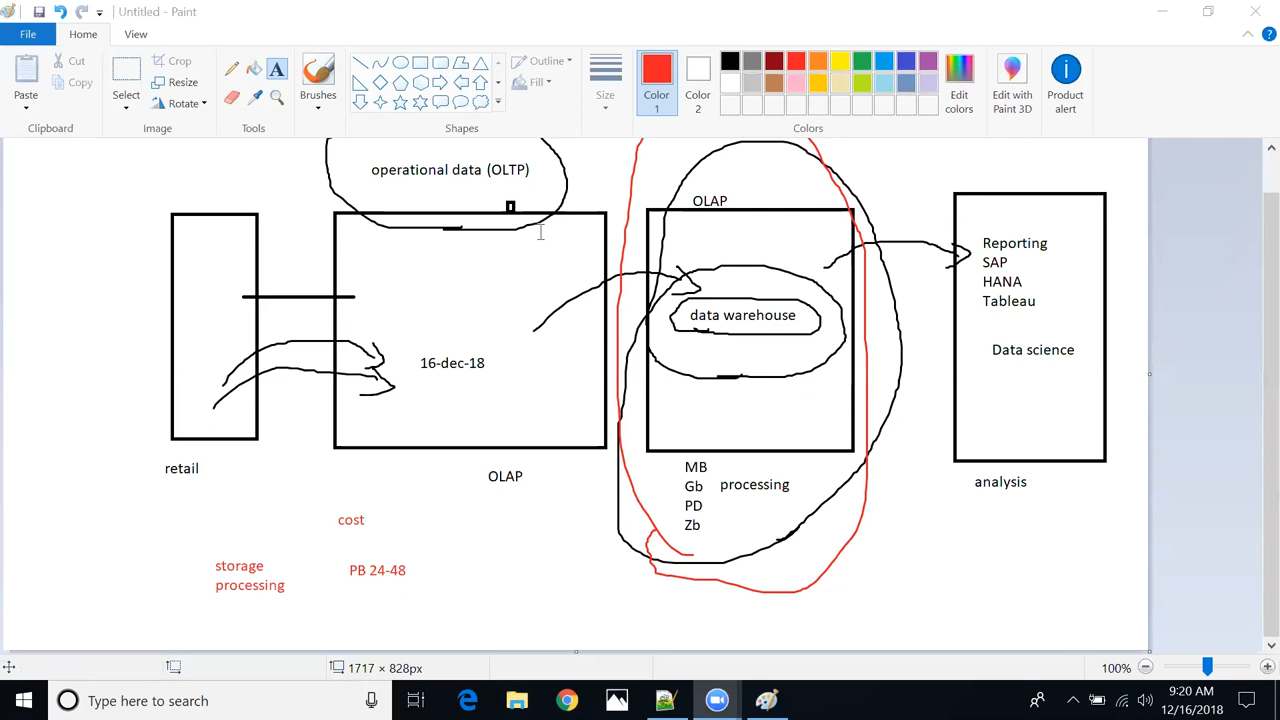 Untitled - Paint
File
Home
View
Paste
Cut
Copy
Clipboard
Select
Crop
Resize
Rotate
Image
A
Tools
Brushes
Outline
Fill
Shapes
Size
Color
1
Color
2
Edit
colors
Colors
Edit with
Paint 3D
Product
alert
operational data (OLTP)
OLAP
Reporting
SAP
HANA
Tableau
data warehouse
Data science
16-dec-18
retail
OLAP
MB
Gb
PD
Zb
processing
analysis
cost
storage
processing
PB 24-48
1717 × 828px
100%
Type here to search
9:20 AM
12/16/2018